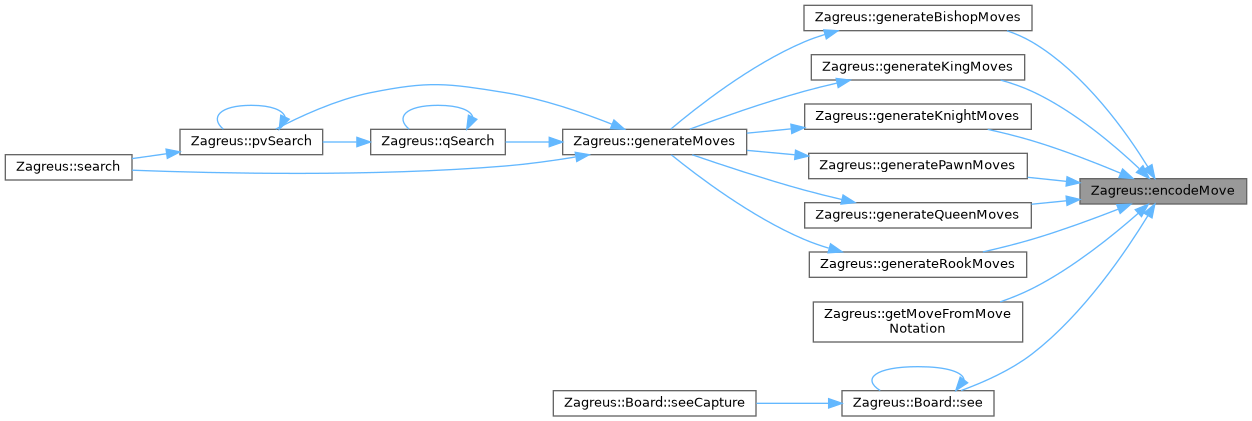 Zagreus::generateBishopMoves
Zagreus::generateKingMoves
Zagreus::generateKnightMoves
Zagreus::pvSearch
Zagreus::qSearch
Zagreus::generateMoves
Zagreus::search
Zagreus::generatePawnMoves
Zagreus::encodeMove
Zagreus::generateQueenMoves
Zagreus::generateRookMoves
Zagreus::getMoveFromMove
Notation
Zagreus::Board::seeCapture
Zagreus::Board::see